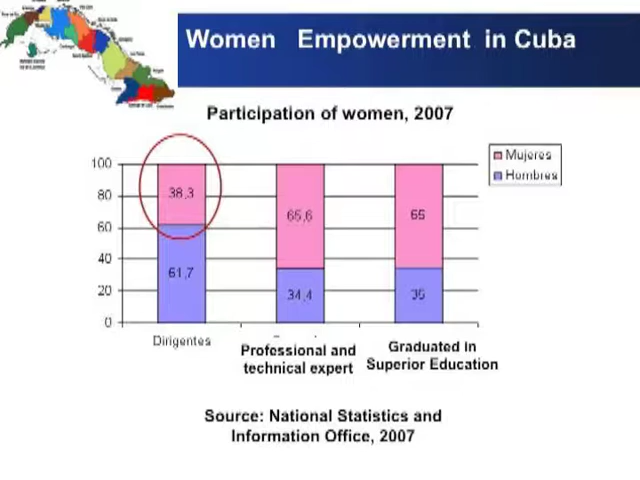 Women Empowerment in Cuba
Participation of women, 2007
100
80
60
40
20
0
38,3
61,7
65,6
34,4
65
35
Mujeres
Hombres
Dirigentes
Professional and
technical expert
Graduated in
Superior Education
Source: National Statistics and
Information Office, 2007